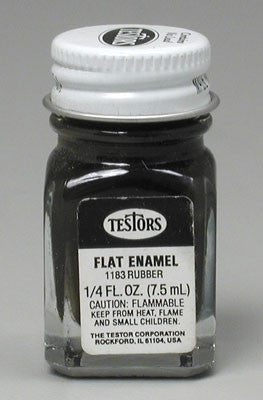 TESTORS
TESTORS
FLAT ENAMEL
1183 RUBBER
1/4 FL. OZ. (7.5 mL)
CAUTION: FLAMMABLE
KEEP FROM HEAT, FLAME
AND SMALL CHILDREN.
THE TESTOR CORPORATION
ROCKFORD, IL 61104, USA